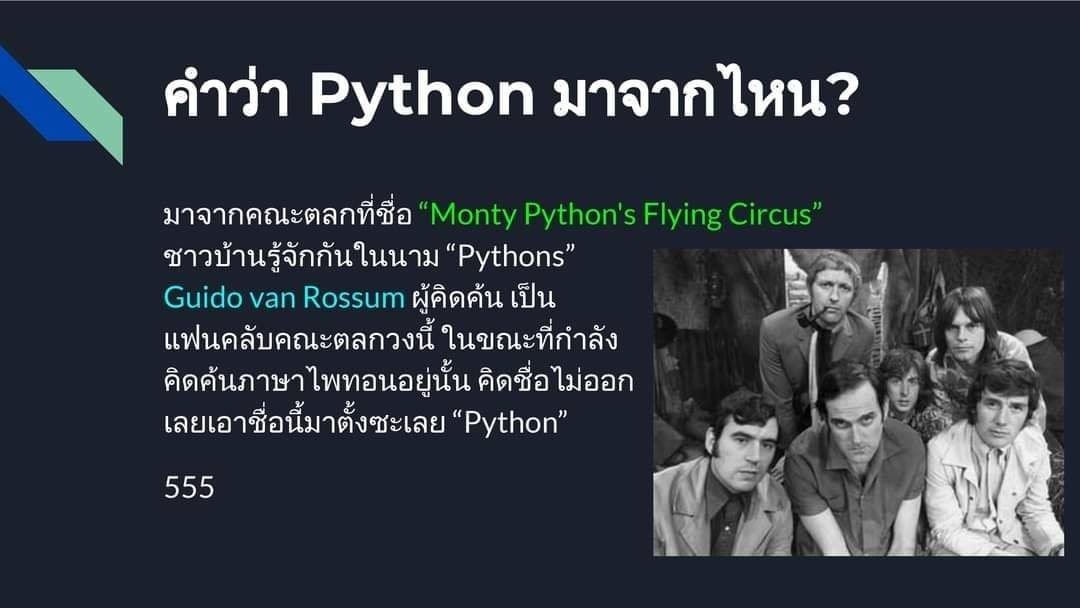 คำว่า Python มาจากไหน?
มาจากคณะตลกที่ชื่อ “Monty Python's Flying Circus”
ชาวบ้านรู้จักกันในนาม “Pythons”
Guido van Rossum ผู้คิดค้น เป็น
แฟนคลับคณะตลกวงนี้ ในขณะที่กำลัง
คิดค้นภาษาไพทอนอยู่นั้น คิดชื่อไม่ออก
เลยเอาชื่อนี้มาตั้งซะเลย “Python”
555